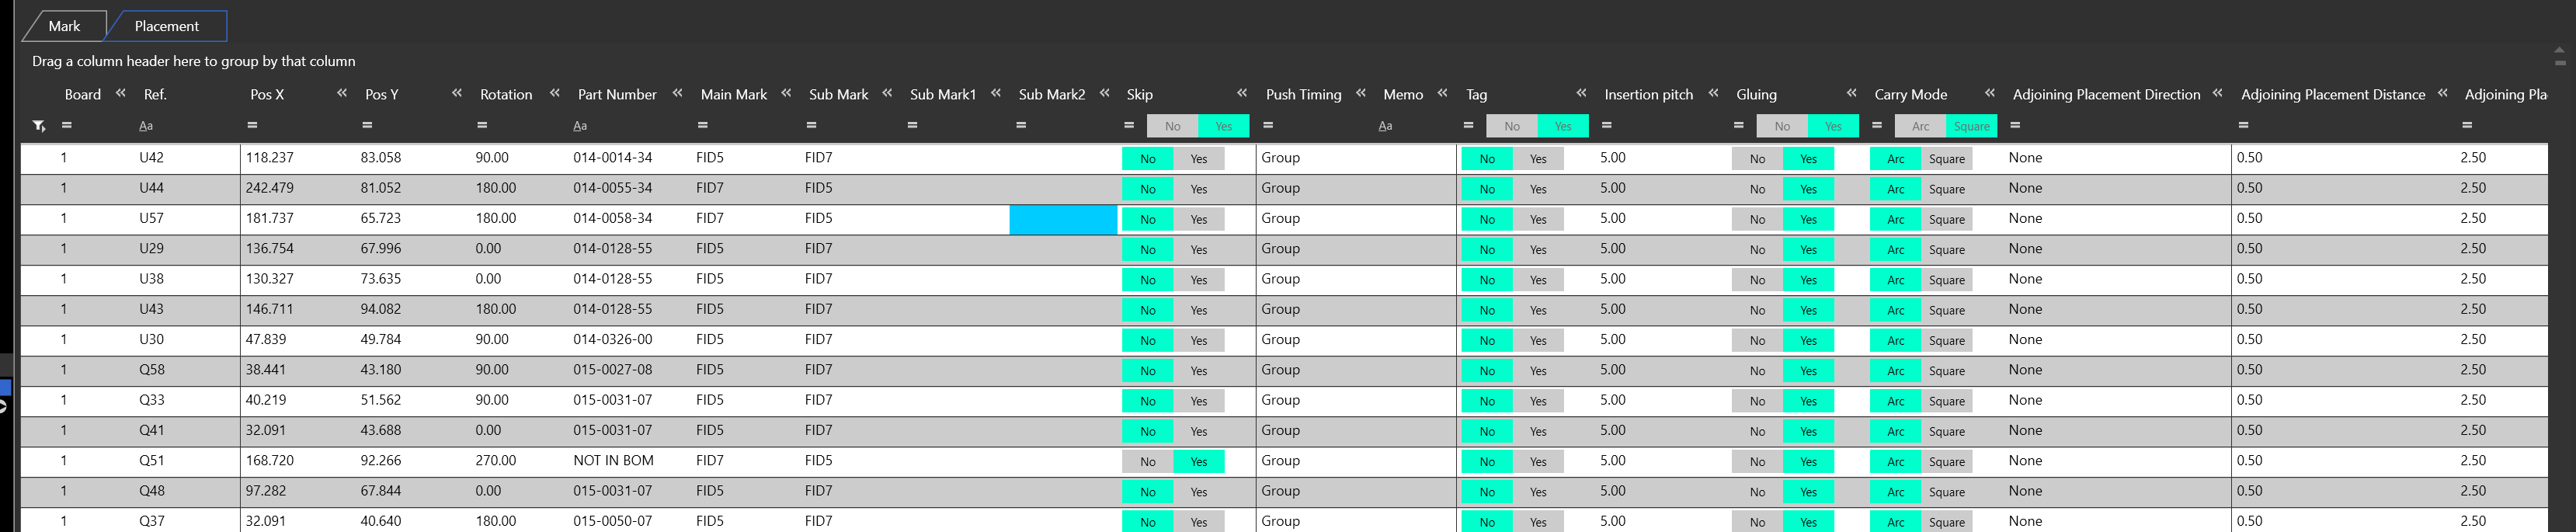 Mark Placement
Drag a column header here to group by that column
Board Ref. Pos X Pos Y Rotation Part Number Main Mark Sub Mark Sub Mark1 Sub Mark2 Skip Push Timing Memo Tag Insertion pitch Gluing Carry Mode Adjoining Placement Direction Adjoining Placement Distance Adjoining Pla
= Aa = = = Aa = = = = = No Yes = Aa = No Yes = = No Yes = Arc Square = = =
1 U42 118.237 83.058 90.00 014-0014-34 FID5 FID7 No Yes Group No Yes 5.00 No Yes Arc Square None 0.50 2.50
1 U44 242.479 81.052 180.00 014-0055-34 FID7 FID5 No Yes Group No Yes 5.00 No Yes Arc Square None 0.50 2.50
1 U57 181.737 65.723 180.00 014-0058-34 FID7 FID5 No Yes Group No Yes 5.00 No Yes Arc Square None 0.50 2.50
1 U29 136.754 67.996 0.00 014-0128-55 FID5 FID7 No Yes Group No Yes 5.00 No Yes Arc Square None 0.50 2.50
1 U38 130.327 73.635 0.00 014-0128-55 FID5 FID7 No Yes Group No Yes 5.00 No Yes Arc Square None 0.50 2.50
1 U43 146.711 94.082 180.00 014-0128-55 FID5 FID7 No Yes Group No Yes 5.00 No Yes Arc Square None 0.50 2.50
1 U30 47.839 49.784 90.00 014-0326-00 FID5 FID7 No Yes Group No Yes 5.00 No Yes Arc Square None 0.50 2.50
1 Q58 38.441 43.180 90.00 015-0027-08 FID5 FID7 No Yes Group No Yes 5.00 No Yes Arc Square None 0.50 2.50
1 Q33 40.219 51.562 90.00 015-0031-07 FID5 FID7 No Yes Group No Yes 5.00 No Yes Arc Square None 0.50 2.50
1 Q41 32.091 43.688 0.00 015-0031-07 FID5 FID7 No Yes Group No Yes 5.00 No Yes Arc Square None 0.50 2.50
1 Q51 168.720 92.266 270.00 NOT IN BOM FID7 FID5 No Yes Group No Yes 5.00 No Yes Arc Square None 0.50 2.50
1 Q48 97.282 67.844 0.00 015-0031-07 FID5 FID7 No Yes Group No Yes 5.00 No Yes Arc Square None 0.50 2.50
1 Q37 32.091 40.640 180.00 015-0050-07 FID5 FID7 No Yes Group No Yes 5.00 No Yes Arc Square None 0.50 2.50